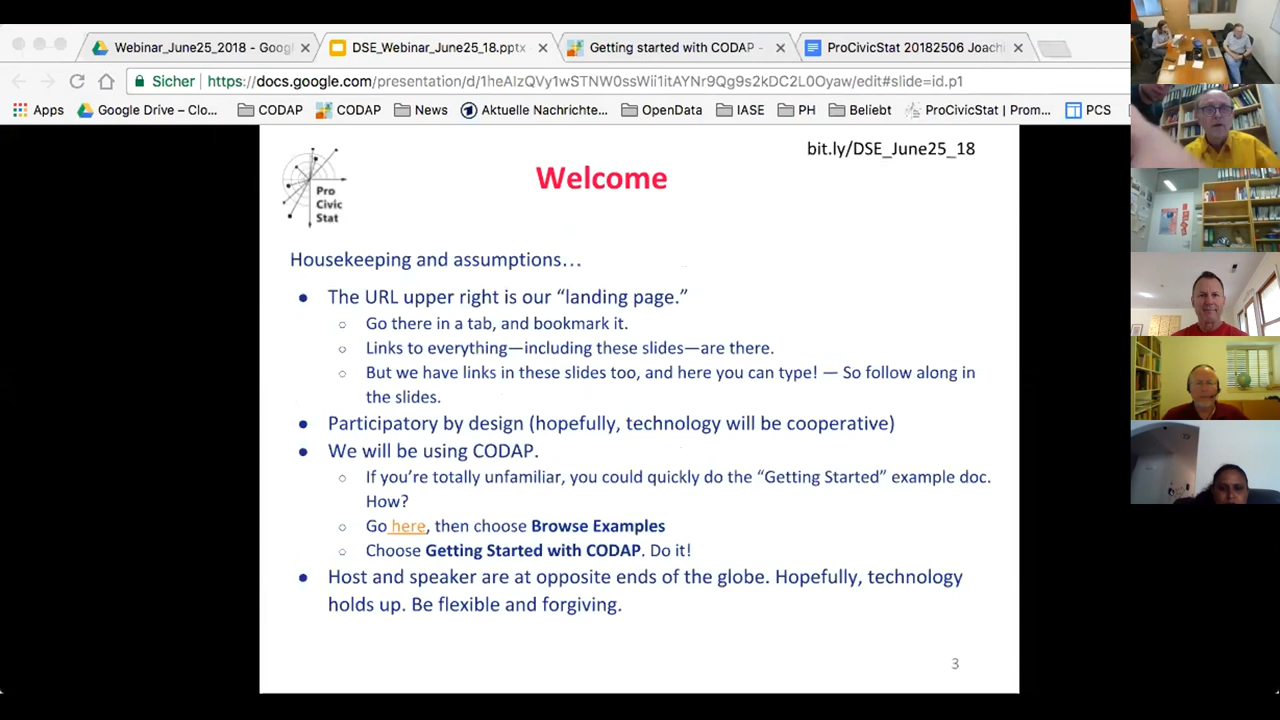 Webinar_June25_2018 - Googl
DSE_Webinar_June25_18.pptx
Getting started with CODAP -
ProCivicStat 20182506 Joach
Sicher
https://docs.google.com/presentation/d/1heAIzQVy1wSTNW0ssWii1itAYNr9Qg9s2kDC2L0Oyaw/edit#slide=id.p1
Apps
Google Drive – Clo...
CODAP
CODAP
News
Aktuelle Nachrichte...
OpenData
IASE
PH
Beliebt
ProCivicStat | Prom...
PCS
bit.ly/DSE_June25_18
Pro
Civic
Stat
Welcome
Housekeeping and assumptions…
● The URL upper right is our “landing page.”
○ Go there in a tab, and bookmark it.
○ Links to everything—including these slides—are there.
○ But we have links in these slides too, and here you can type! — So follow along in
the slides.
● Participatory by design (hopefully, technology will be cooperative)
● We will be using CODAP.
○ If you’re totally unfamiliar, you could quickly do the “Getting Started” example doc.
How?
○ Go here, then choose Browse Examples
○ Choose Getting Started with CODAP. Do it!
● Host and speaker are at opposite ends of the globe. Hopefully, technology
holds up. Be flexible and forgiving.
3